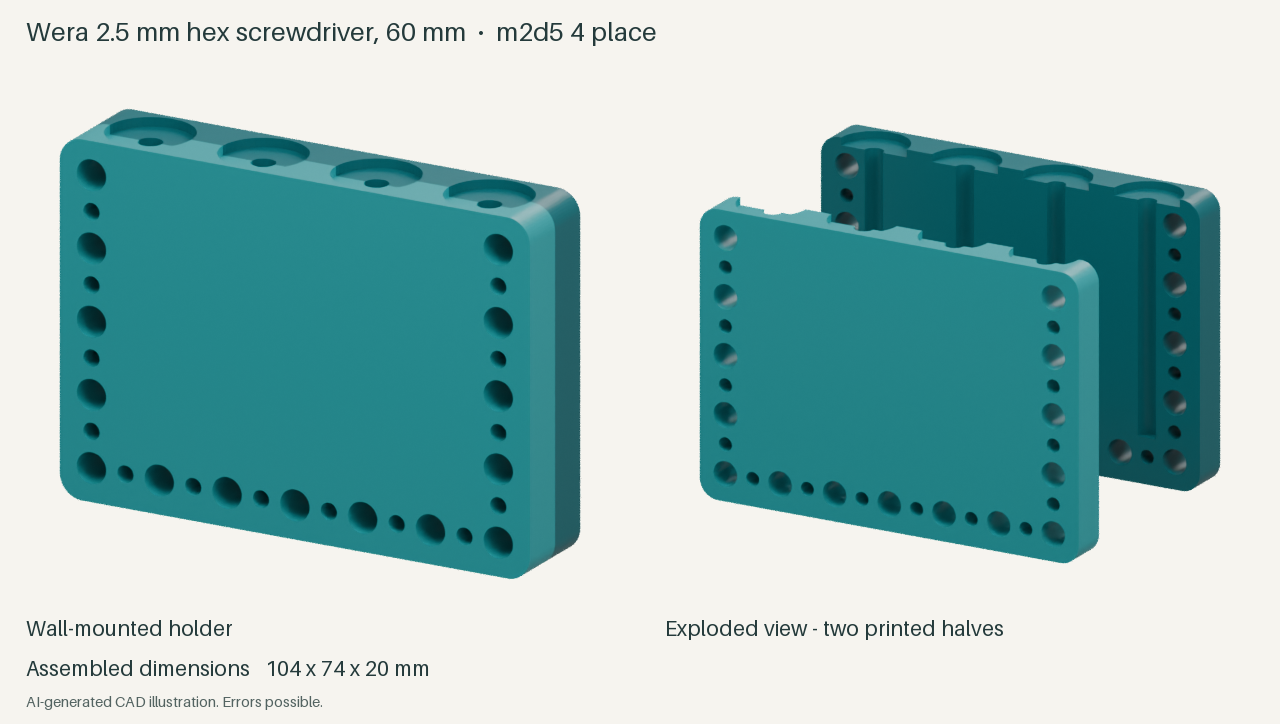 Wera 2.5 mm hex screwdriver, 60 mm · m2d5 4 place
Wall-mounted holder
Exploded view - two printed halves
Assembled dimensions 104 x 74 x 20 mm
AI-generated CAD illustration. Errors possible.